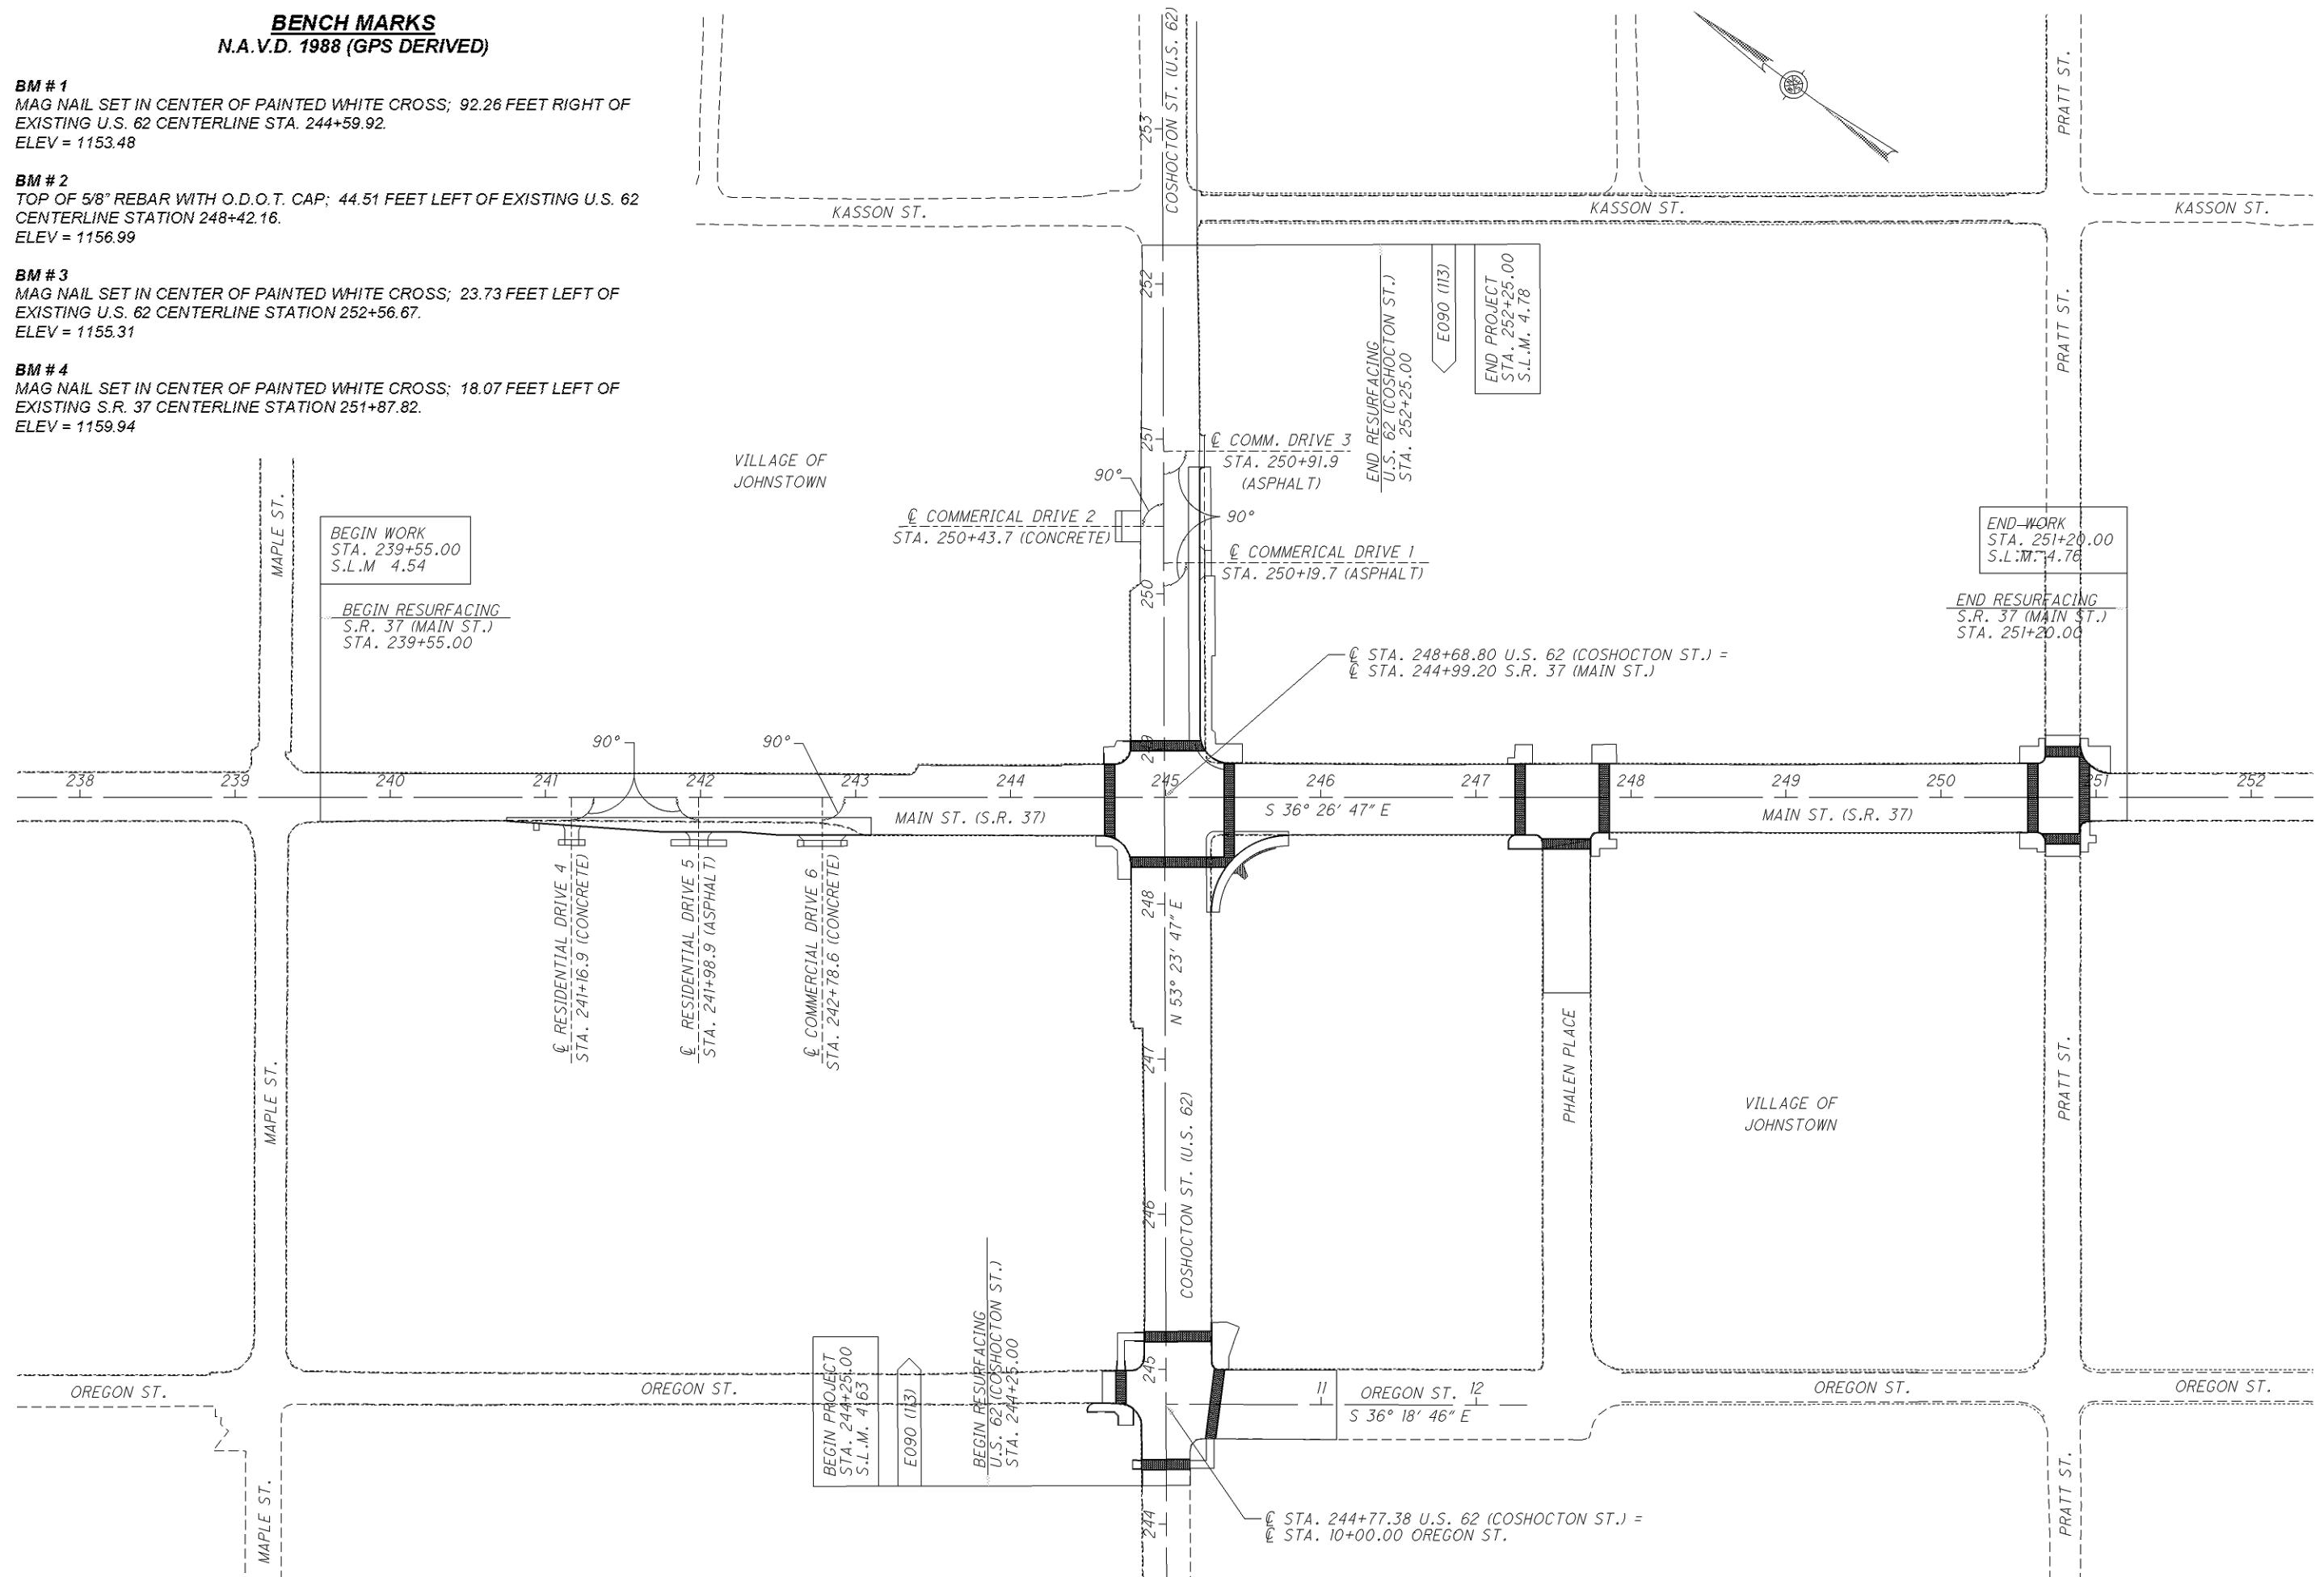 BENCH MARKS
N.A.V.D. 1988 (GPS DERIVED)
BM # 1
MAG NAIL SET IN CENTER OF PAINTED WHITE CROSS; 92.26 FEET RIGHT OF
EXISTING U.S. 62 CENTERLINE STA. 244+59.92.
ELEV = 1153.48
BM # 2
TOP OF 5/8" REBAR WITH O.D.O.T. CAP; 44.51 FEET LEFT OF EXISTING U.S. 62
CENTERLINE STATION 248+42.16.
ELEV = 1156.99
BM # 3
MAG NAIL SET IN CENTER OF PAINTED WHITE CROSS; 23.73 FEET LEFT OF
EXISTING U.S. 62 CENTERLINE STATION 252+56.67.
ELEV = 1155.31
BM # 4
MAG NAIL SET IN CENTER OF PAINTED WHITE CROSS; 18.07 FEET LEFT OF
EXISTING S.R. 37 CENTERLINE STATION 251+87.82.
ELEV = 1159.94
COSHOCTON ST. (U.S. 62)
PRATT ST.
253
KASSON ST.
KASSON ST.
KASSON ST.
252
END RESURFACING
U.S. 62 (COSHOCTON ST.)
STA. 252+25.00
E090 (113)
END PROJECT
STA. 252+25.00
S.L.M. 4.78
PRATT ST.
VILLAGE OF
JOHNSTOWN
251
℄ COMM. DRIVE 3
STA. 250+91.9
(ASPHALT)
90°
90°
℄ COMMERICAL DRIVE 2
STA. 250+43.7 (CONCRETE)
℄ COMMERICAL DRIVE 1
STA. 250+19.7 (ASPHALT)
250
MAPLE ST.
BEGIN WORK
STA. 239+55.00
S.L.M 4.54
BEGIN RESURFACING
S.R. 37 (MAIN ST.)
STA. 239+55.00
END WORK
STA. 251+20.00
S.L.M. 4.76
END RESURFACING
S.R. 37 (MAIN ST.)
STA. 251+20.00
℄ STA. 248+68.80 U.S. 62 (COSHOCTON ST.) =
℄ STA. 244+99.20 S.R. 37 (MAIN ST.)
90°
90°
249
238
239
240
241
242
243
244
245
246
247
248
249
250
251
252
MAIN ST. (S.R. 37)
S 36° 26' 47" E
MAIN ST. (S.R. 37)
℄ RESIDENTIAL DRIVE 4
STA. 241+16.9 (CONCRETE)
℄ RESIDENTIAL DRIVE 5
STA. 241+98.9 (ASPHALT)
℄ COMMERCIAL DRIVE 6
STA. 242+78.6 (CONCRETE)
248
N 53° 23' 47" E
247
COSHOCTON ST. (U.S. 62)
246
MAPLE ST.
PHALEN PLACE
VILLAGE OF
JOHNSTOWN
PRATT ST.
BEGIN PROJECT
STA. 244+25.00
S.L.M. 4.63
E090 (113)
BEGIN RESURFACING
U.S. 62 (COSHOCTON ST.)
STA. 244+25.00
245
OREGON ST.
OREGON ST.
11
OREGON ST.
12
S 36° 18' 46" E
OREGON ST.
OREGON ST.
MAPLE ST.
244
℄ STA. 244+77.38 U.S. 62 (COSHOCTON ST.) =
℄ STA. 10+00.00 OREGON ST.
PRATT ST.